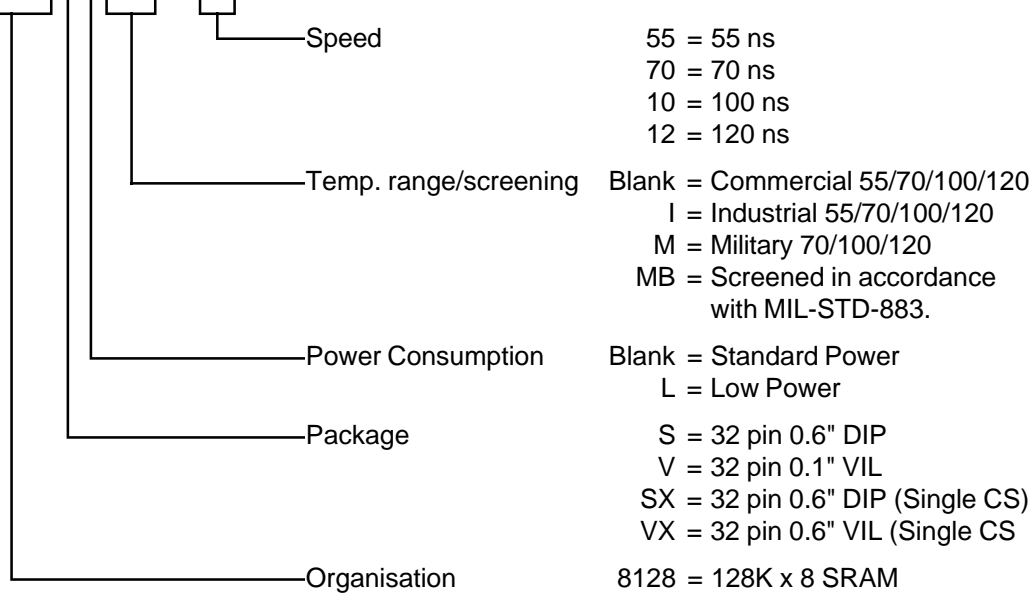 Speed 55 = 55 ns
70 = 70 ns
10 = 100 ns
12 = 120 ns
Temp. range/screening Blank = Commercial 55/70/100/120
I = Industrial 55/70/100/120
M = Military 70/100/120
MB = Screened in accordance
with MIL-STD-883.
Power Consumption Blank = Standard Power
L = Low Power
Package S = 32 pin 0.6" DIP
V = 32 pin 0.1" VIL
SX = 32 pin 0.6" DIP (Single CS)
VX = 32 pin 0.6" VIL (Single CS
Organisation 8128 = 128K x 8 SRAM